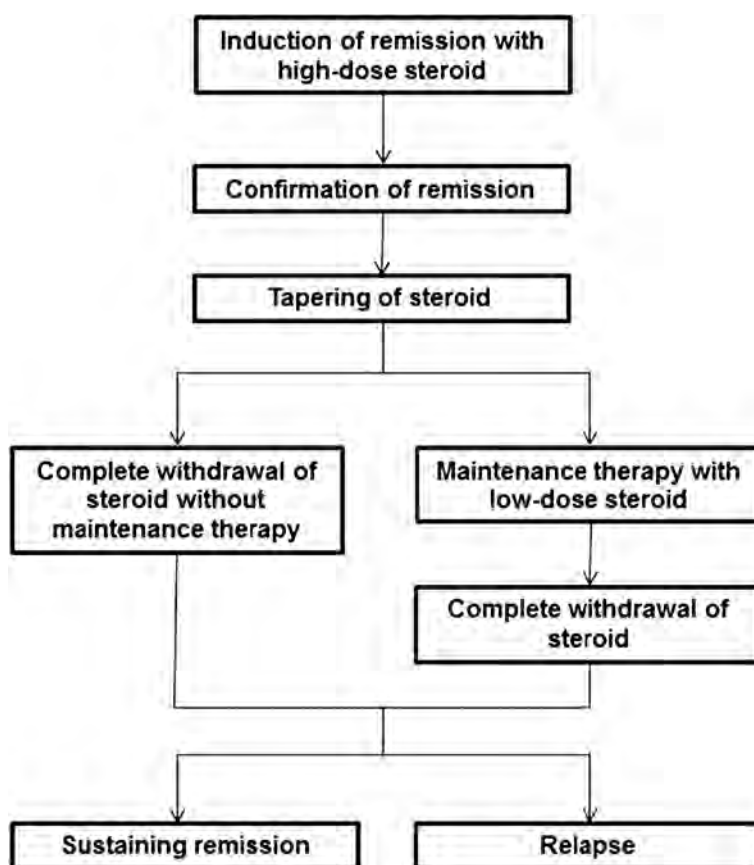 Induction of remission with
high-dose steroid
Confirmation of remission
Tapering of steroid
Complete withdrawal of
steroid without
maintenance therapy
Maintenance therapy with
low-dose steroid
Complete withdrawal of
steroid
Sustaining remission
Relapse